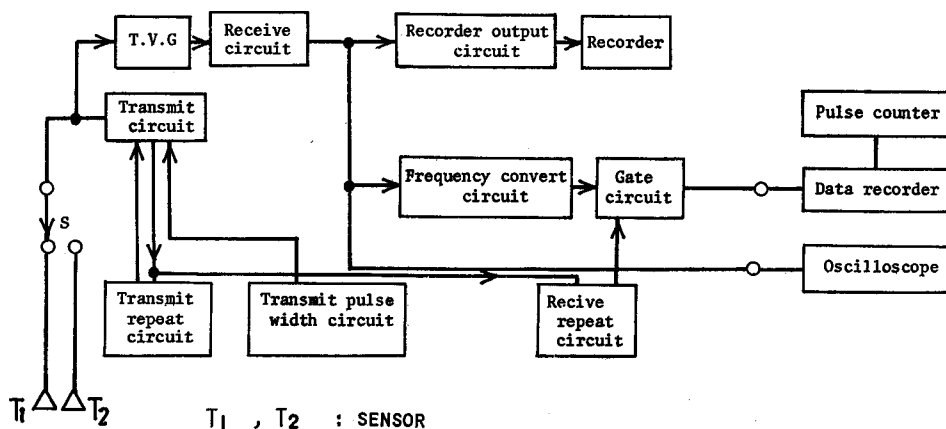 T.V.G
Receive
circuit
Recorder output
circuit
Recorder
Transmit
circuit
Pulse counter
Frequency convert
circuit
Gate
circuit
Data recorder
S
Oscilloscope
Transmit
repeat
circuit
Transmit pulse
width circuit
Recive
repeat
circuit
T1
T2
T1 , T2 : SENSOR